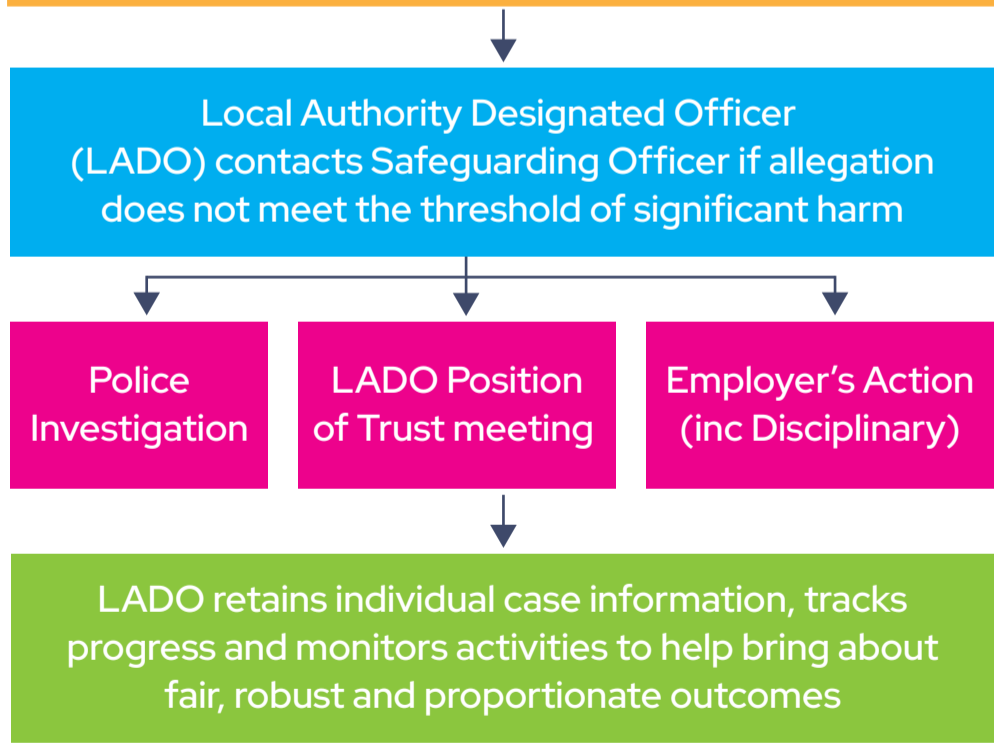 Local Authority Designated Officer
(LADO) contacts Safeguarding Officer if allegation
does not meet the threshold of significant harm
Police
Investigation
LADO Position
of Trust meeting
Employer’s Action
(inc Disciplinary)
LADO retains individual case information, tracks
progress and monitors activities to help bring about
fair, robust and proportionate outcomes